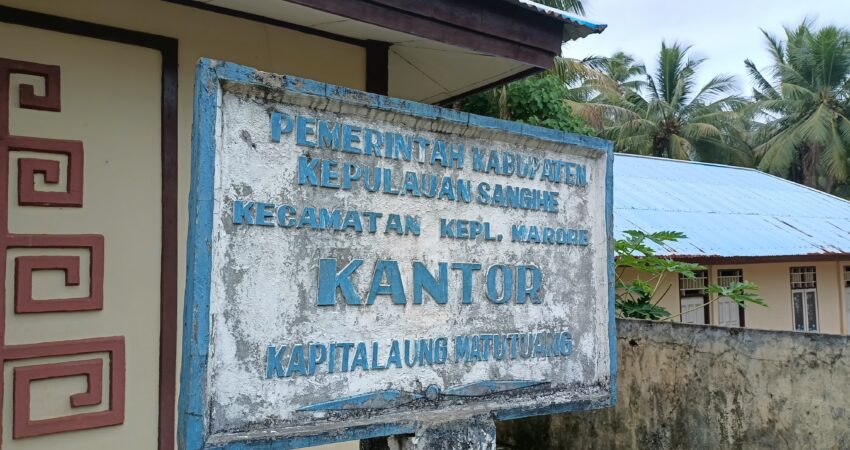 PEMERINTAH KABUPATEN
KEPULAUAN SANGIHE
KECAMATAN KEPL. MARORE
KANTOR
KAPITALAUNG MATUTUANG